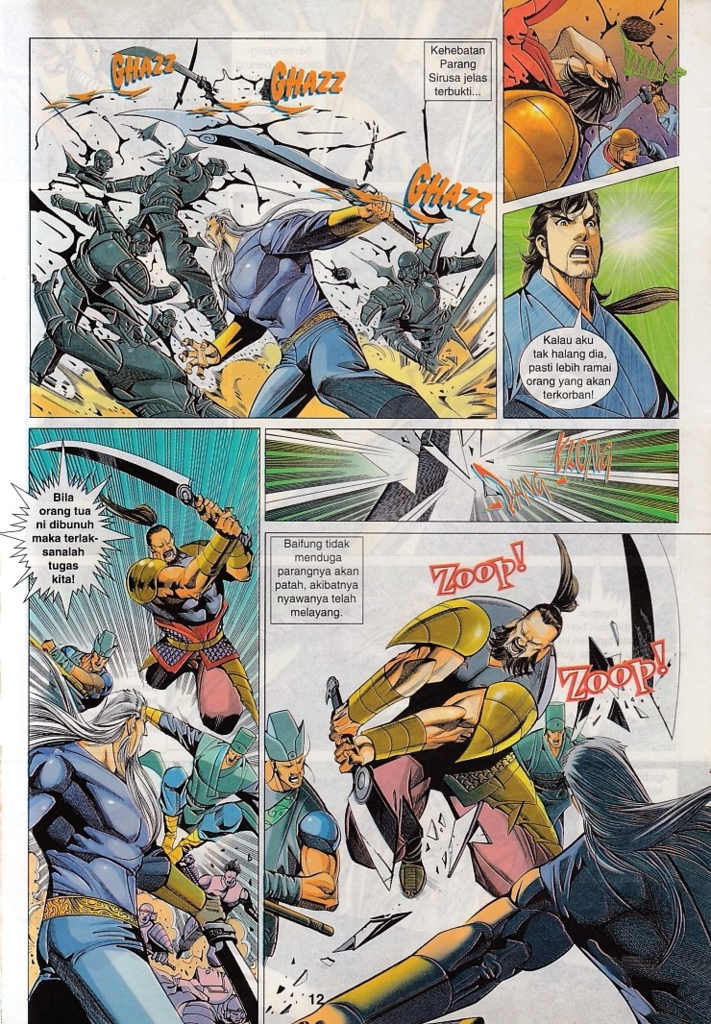 GHAZZ
GHAZZ
GHAZZ
Kehebatan
Parang
Sirusa jelas
terbukti...
Kalau aku
tak halang dia,
pasti lebih ramai
orang yang akan
terkorban!
Bila
orang tua
ni dibunuh
maka terlak-
sanalah
tugas
kita!
DANG KLONG
Baifung tidak
menduga
parangnya akan
patah, akibatnya
nyawanya telah
melayang.
ZOOP!
ZOOP!
12